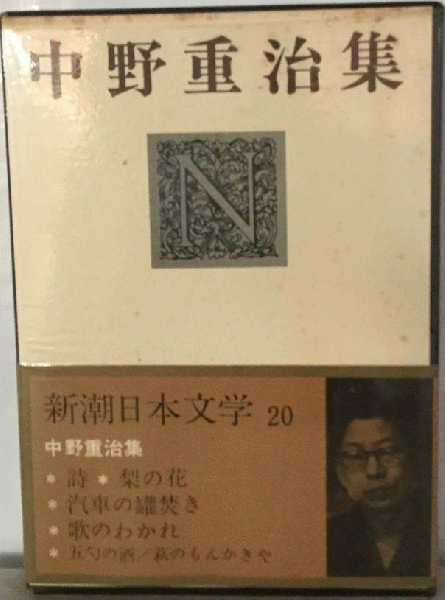 中野重治集
N
新潮日本文学 20
中野重治集
* 詩 * 梨の花
* 汽車の罐焚き
* 歌のわかれ
* 五勺の酒/萩のもんかきや